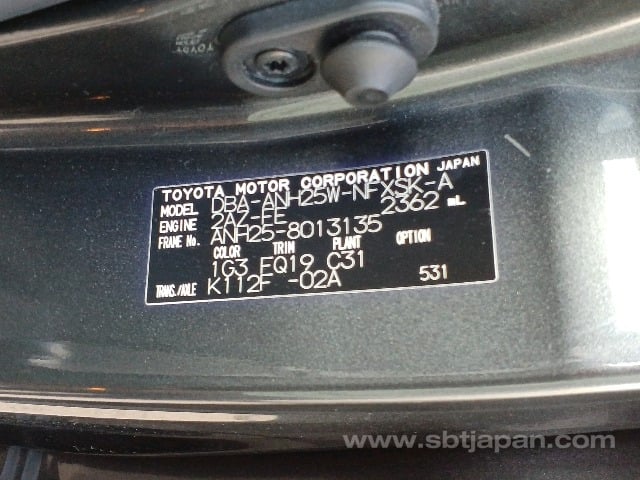 TOYOTA
TOYOTA MOTOR CORPORATION JAPAN
MODEL DBA-ANH25W-NFXSK-A
ENGINE 2AZ-FE 2362 mL
FRAME No. ANH25-8013135
COLOR TRIM PLANT OPTION
1G3 FQ19 C31
TRANS./AXLE K112F -02A 531
www.sbtjapan.com